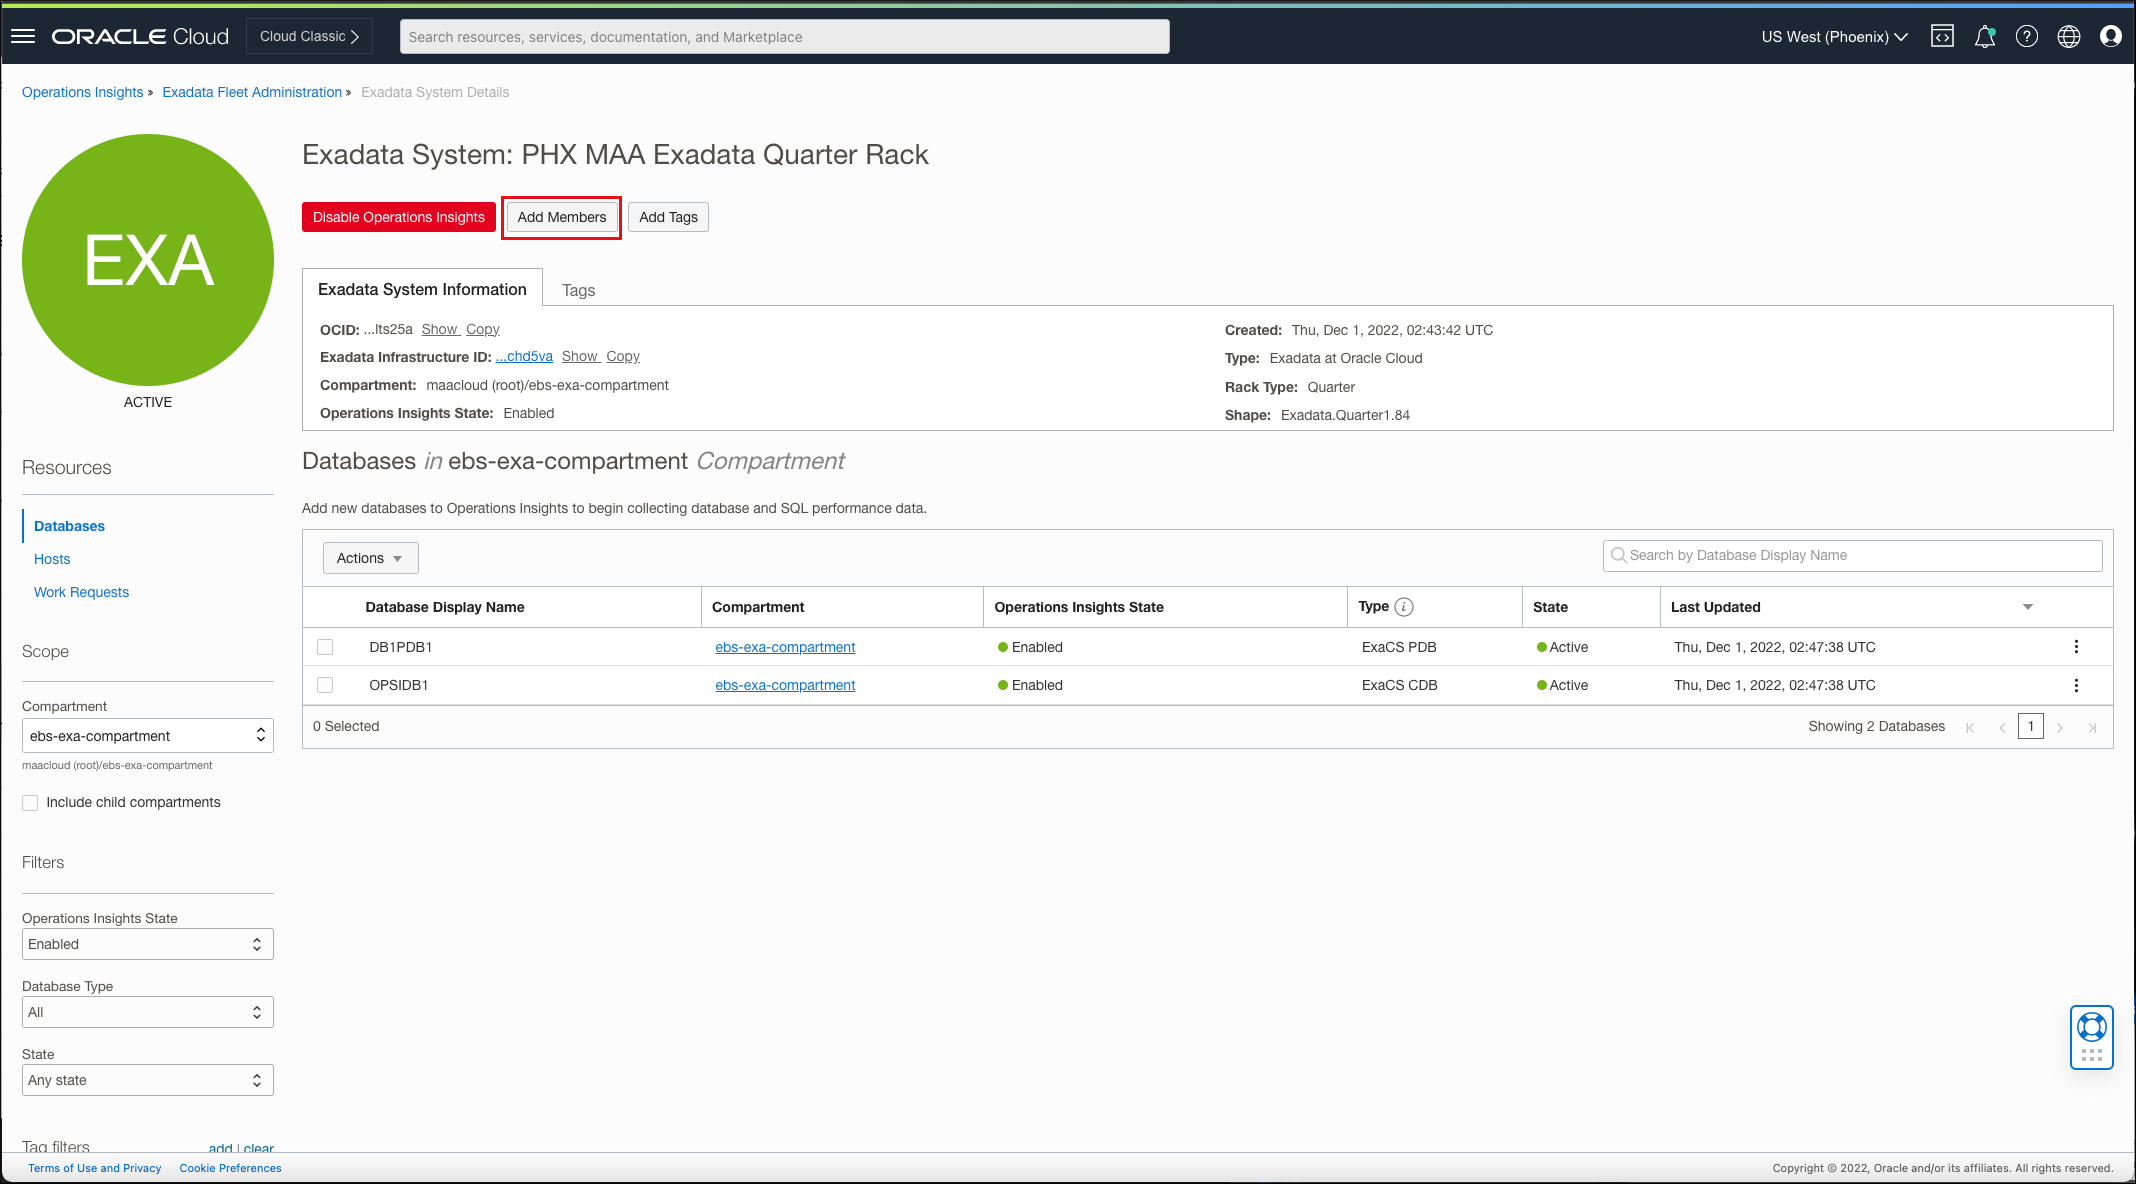 ORACLE Cloud
Cloud Classic
Search resources, services, documentation, and Marketplace
US West (Phoenix)
Operations Insights » Exadata Fleet Administration » Exadata System Details
EXA
ACTIVE
Exadata System: PHX MAA Exadata Quarter Rack
Disable Operations Insights
Add Members
Add Tags
Exadata System Information
Tags
OCID: ...lts25a Show Copy
Exadata Infrastructure ID: ...chd5va Show Copy
Compartment: maacloud (root)/ebs-exa-compartment
Operations Insights State: Enabled
Created: Thu, Dec 1, 2022, 02:43:42 UTC
Type: Exadata at Oracle Cloud
Rack Type: Quarter
Shape: Exadata.Quarter1.84
Resources
Databases
Hosts
Work Requests
Scope
Compartment
ebs-exa-compartment
maacloud (root)/ebs-exa-compartment
Include child compartments
Filters
Operations Insights State
Enabled
Database Type
All
State
Any state
Tag filters add | clear
Databases in ebs-exa-compartment Compartment
Add new databases to Operations Insights to begin collecting database and SQL performance data.
Actions
Search by Database Display Name
Database Display Name Compartment Operations Insights State Type i State Last Updated
DB1PDB1 ebs-exa-compartment Enabled ExaCS PDB Active Thu, Dec 1, 2022, 02:47:38 UTC
OPSIDB1 ebs-exa-compartment Enabled ExaCS CDB Active Thu, Dec 1, 2022, 02:47:38 UTC
0 Selected
Showing 2 Databases 1
Terms of Use and Privacy Cookie Preferences
Copyright © 2022, Oracle and/or its affiliates. All rights reserved.